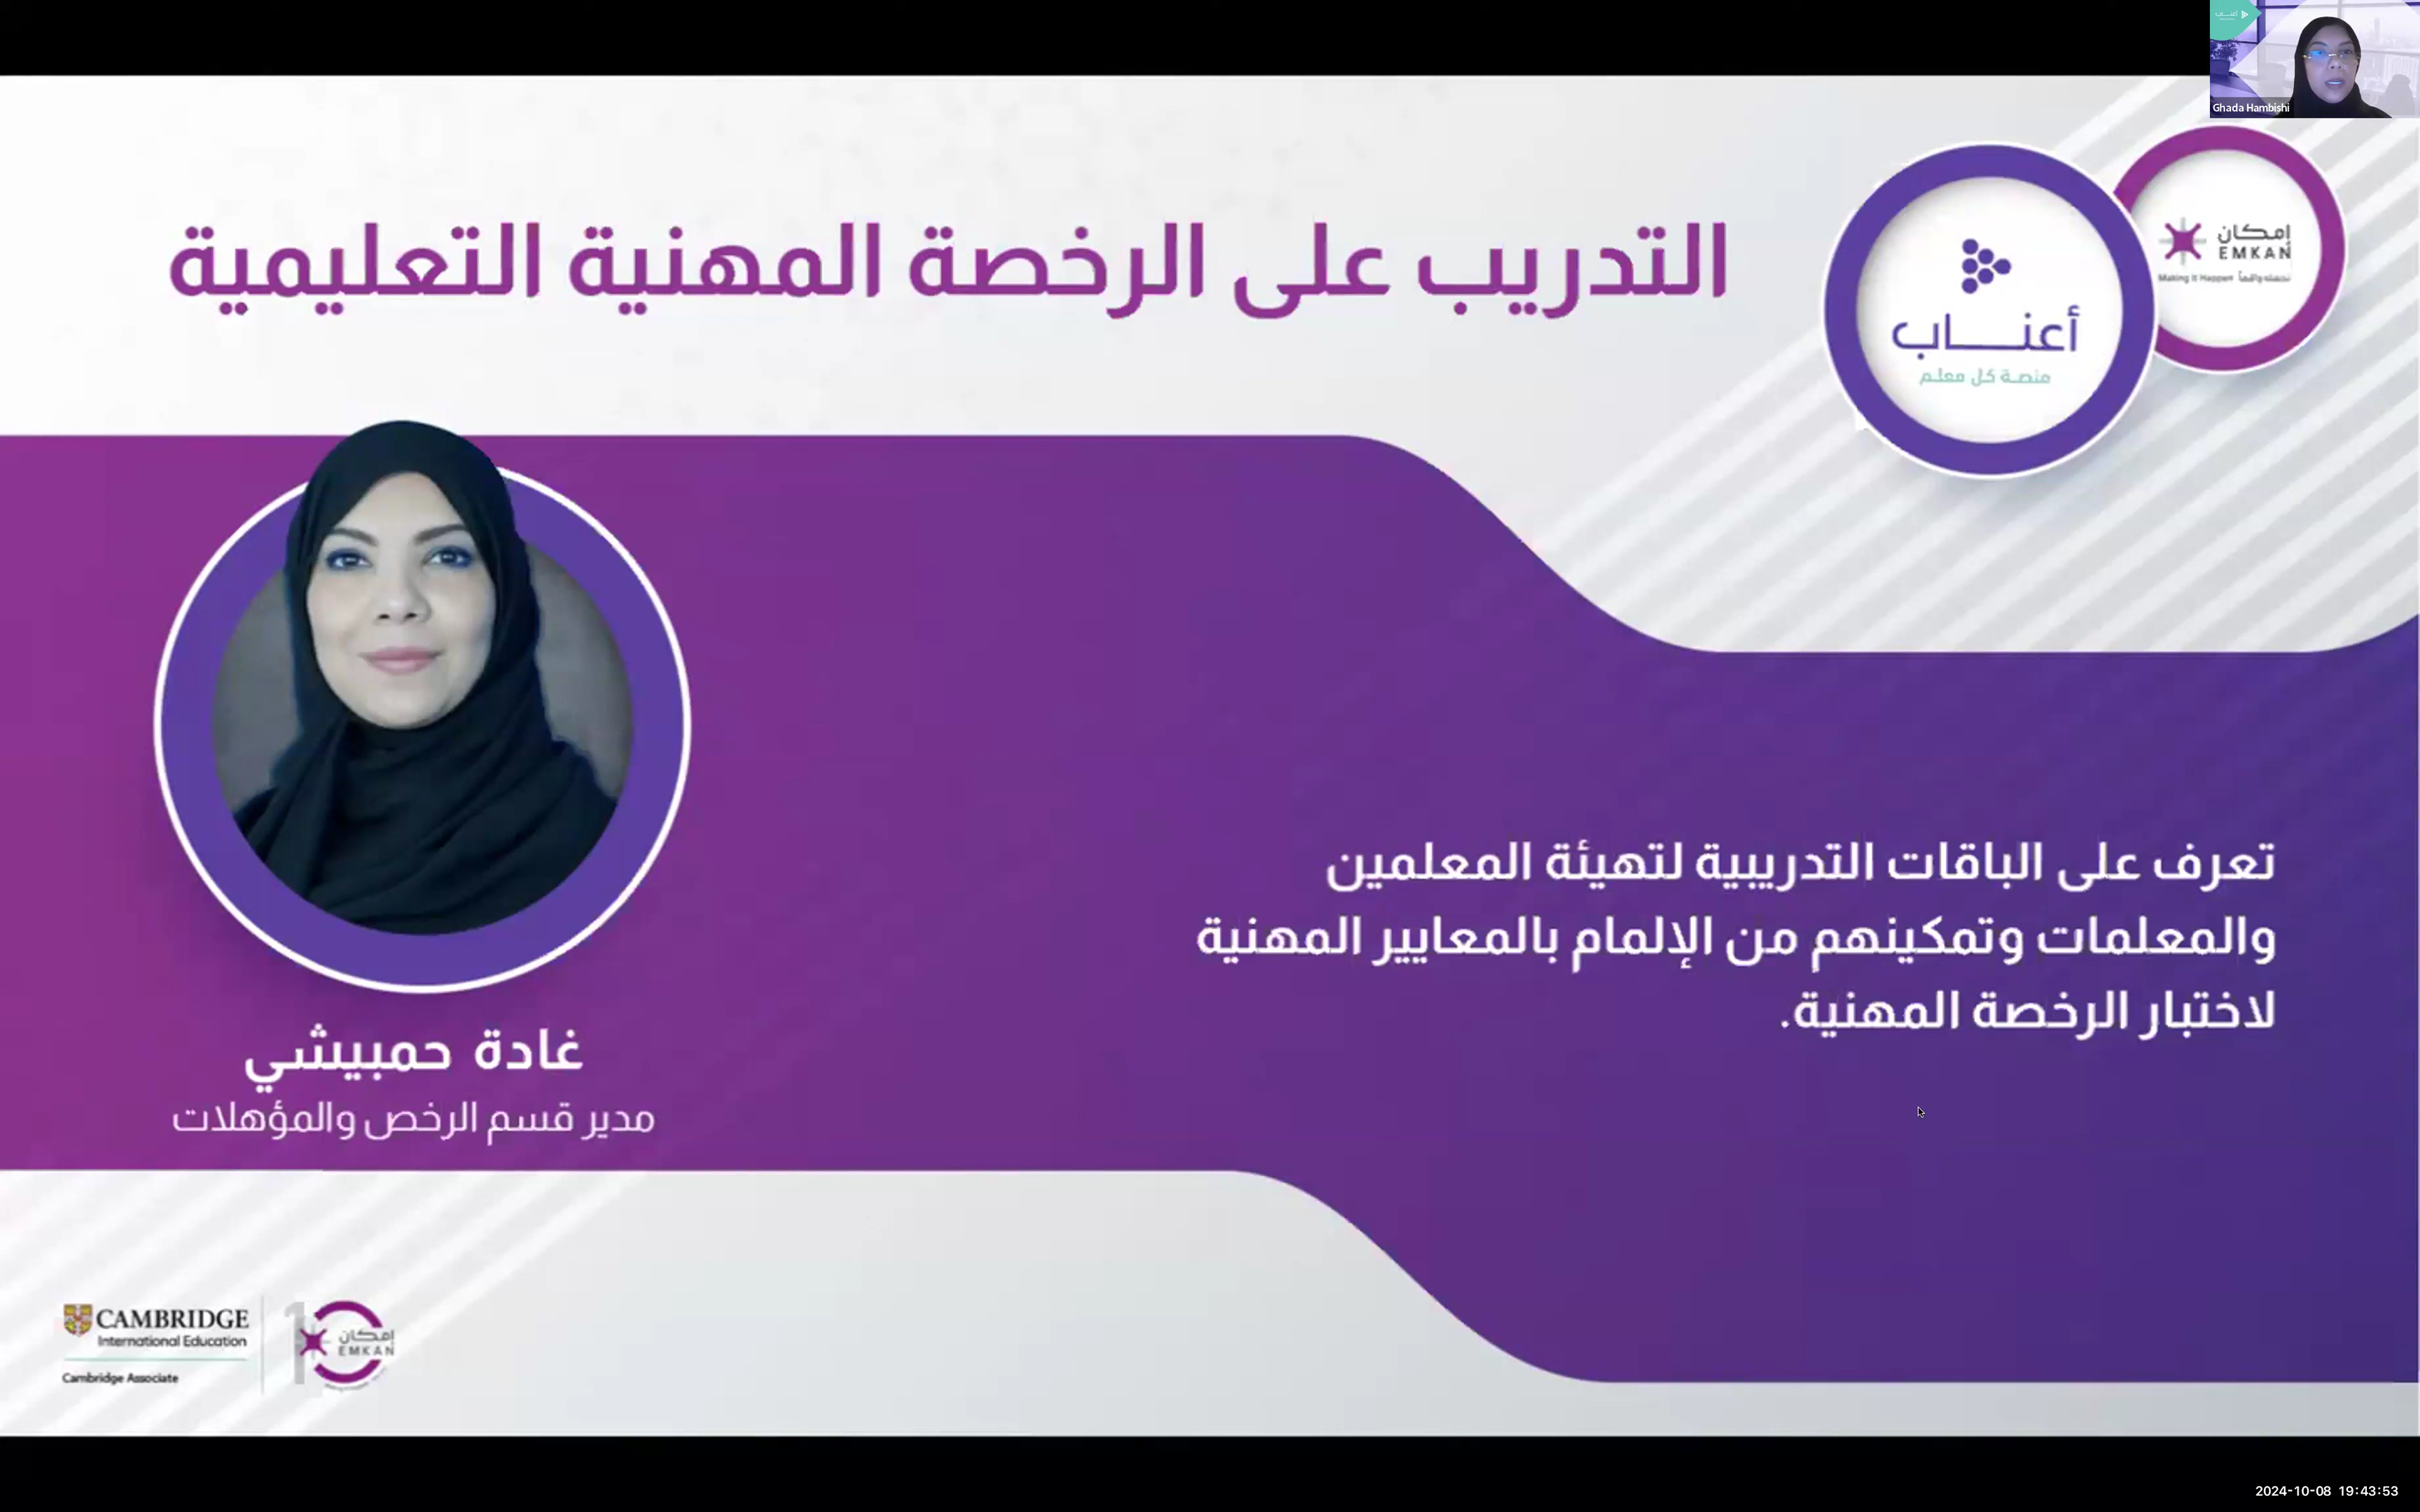 Ghada Hambishi
التدريب على الرخصة المهنية التعليمية
إمكان
EMKAN
Making it Happen نجعله واقعاً
أعنـــاب
منصة كل معلم
تعرف على الباقات التدريبية لتهيئة المعلمين
والمعلمات وتمكينهم من الإلمام بالمعايير المهنية
لاختبار الرخصة المهنية.
غادة حمبيشي
مدير قسم الرخص والمؤهلات
CAMBRIDGE
International Education
Cambridge Associate
10
إمكان
EMKAN
2024-10-08 19:43:53